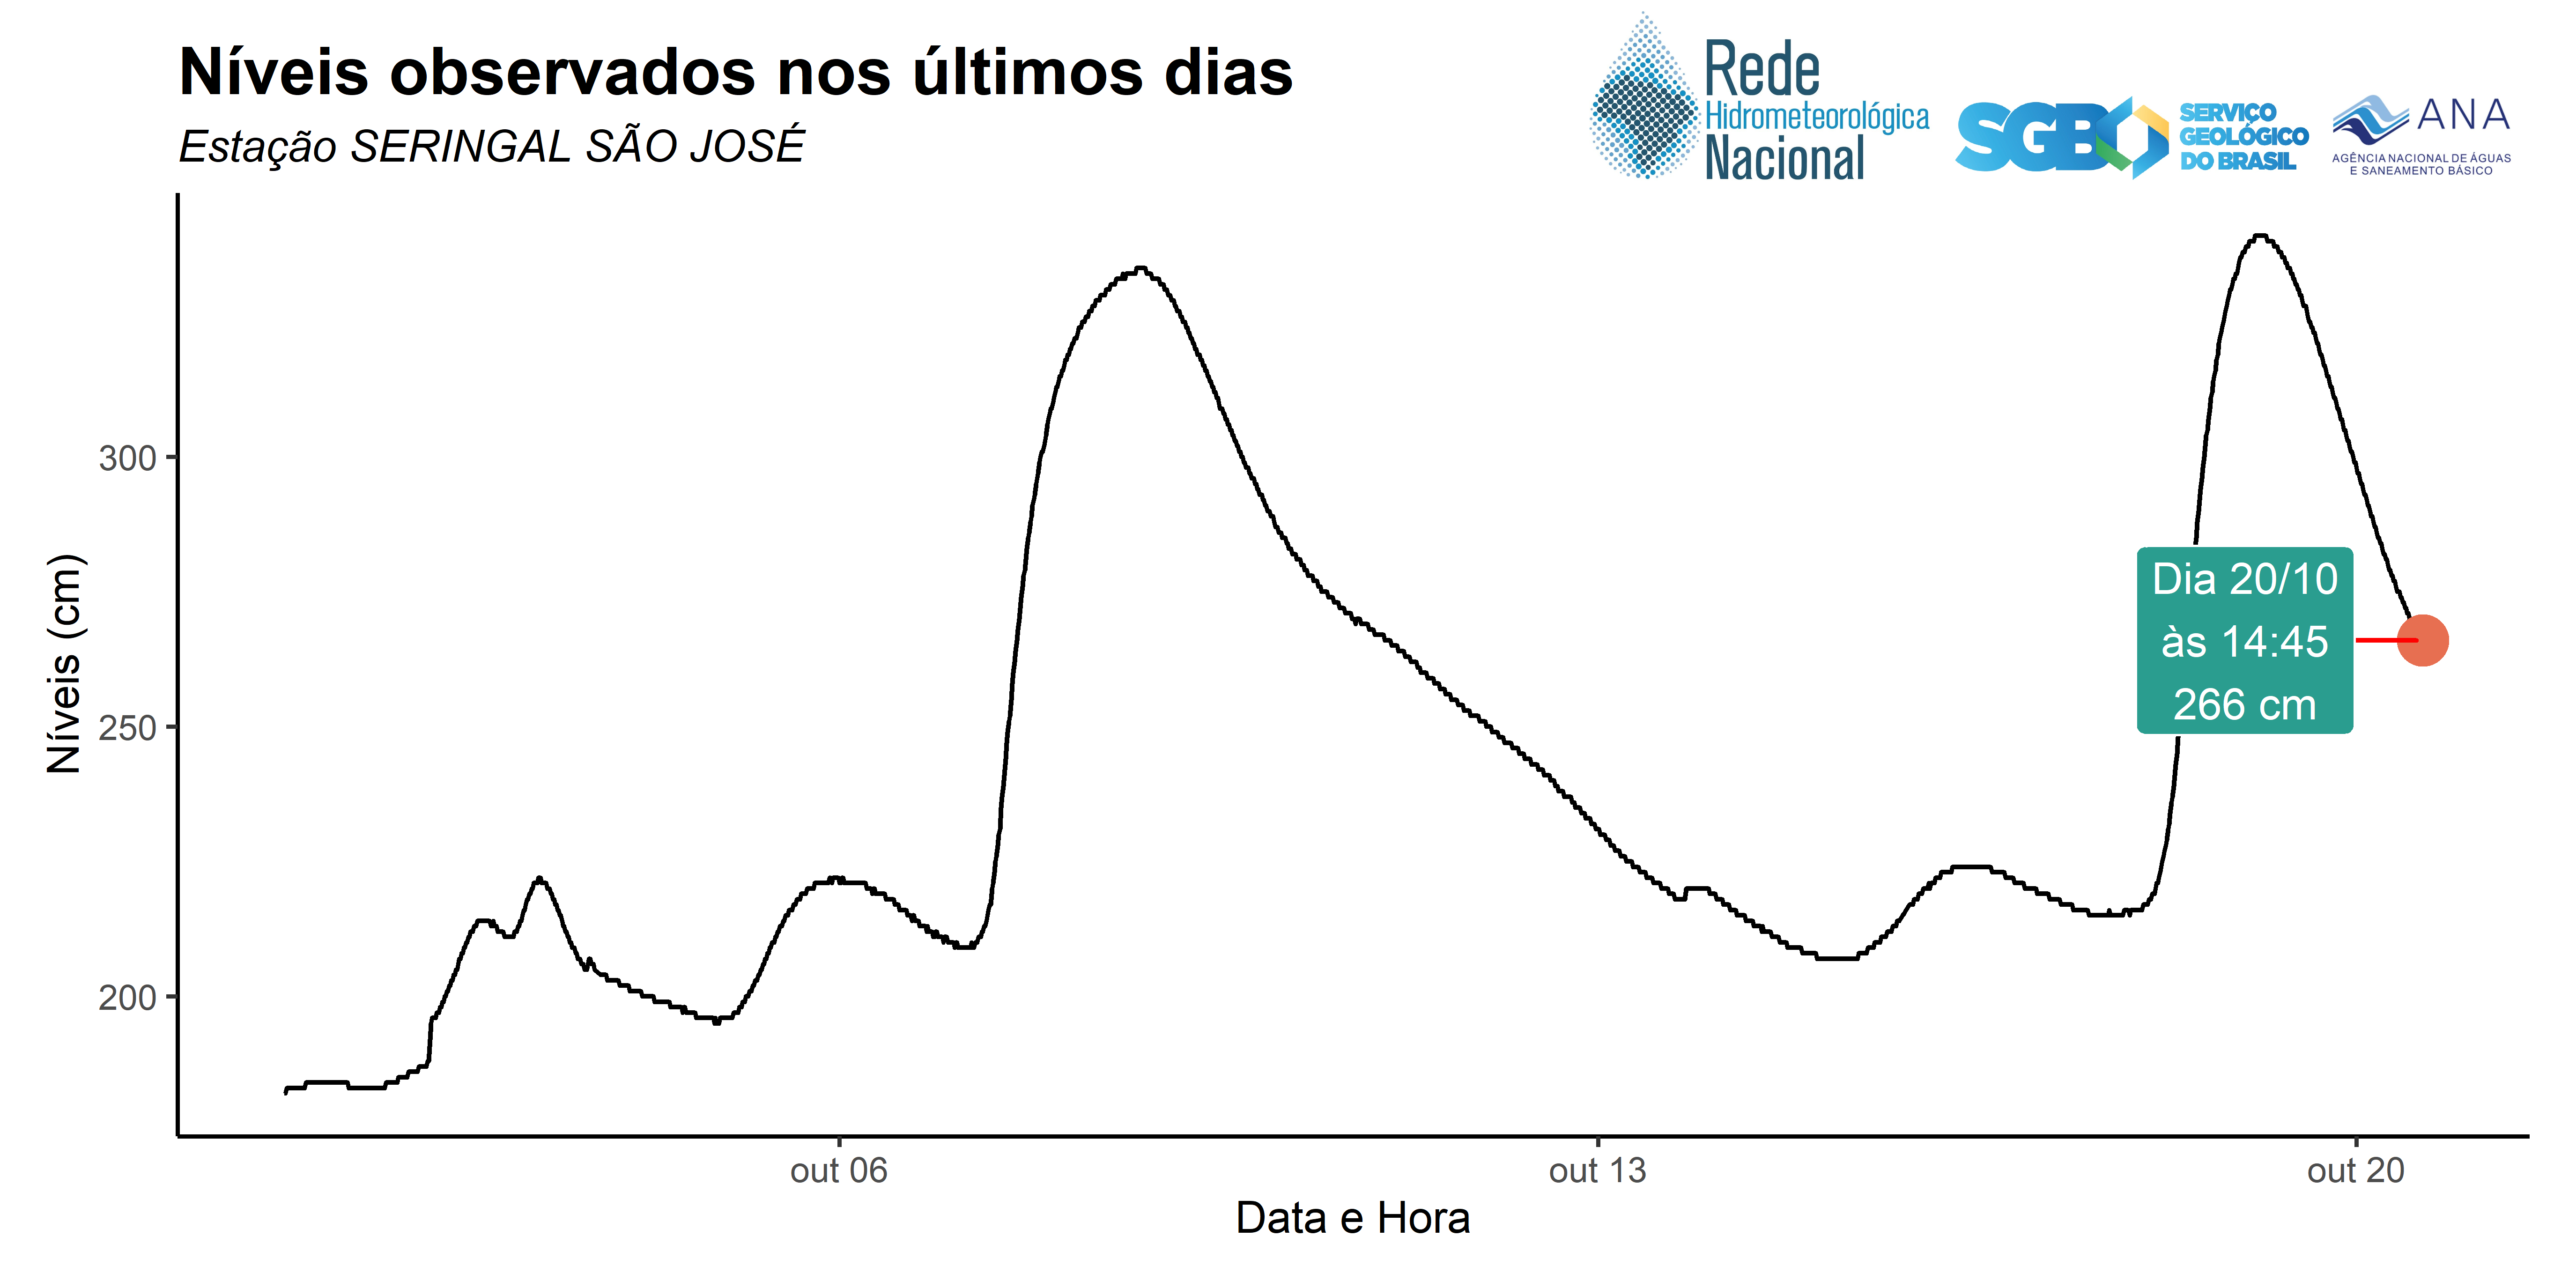 Níveis observados nos últimos dias
Estação SERINGAL SÃO JOSÉ
Rede
Hidrometeorológica
Nacional
SGB
SERVIÇO
GEOLÓGICO
DO BRASIL
ANA
AGÊNCIA NACIONAL DE ÁGUAS
E SANEAMENTO BÁSICO
Níveis (cm)
300
250
200
Dia 20/10
às 14:45
266 cm
out 06
out 13
out 20
Data e Hora